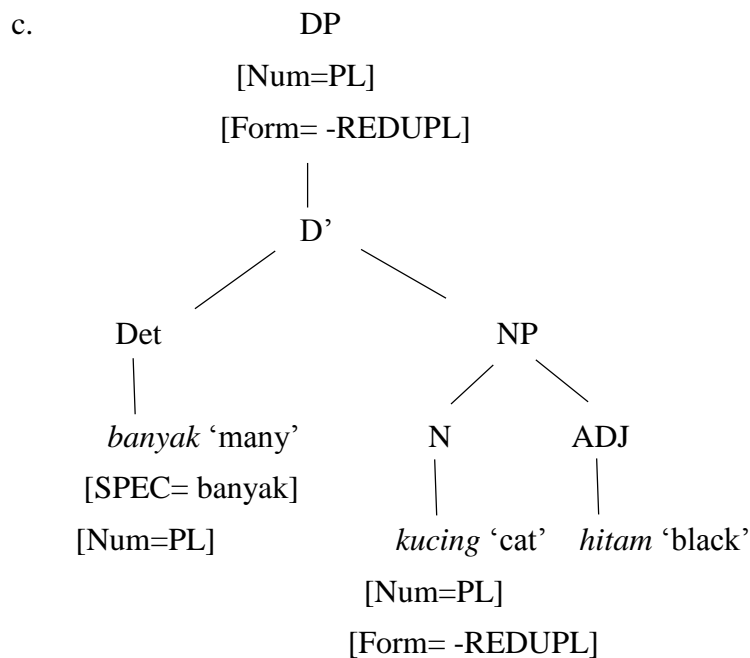 c. DP
[Num=PL]
[Form= -REDUPL]
D’
Det NP
banyak ‘many’ N ADJ
[SPEC= banyak]
[Num=PL] kucing ‘cat’ hitam ‘black’
[Num=PL]
[Form= -REDUPL]